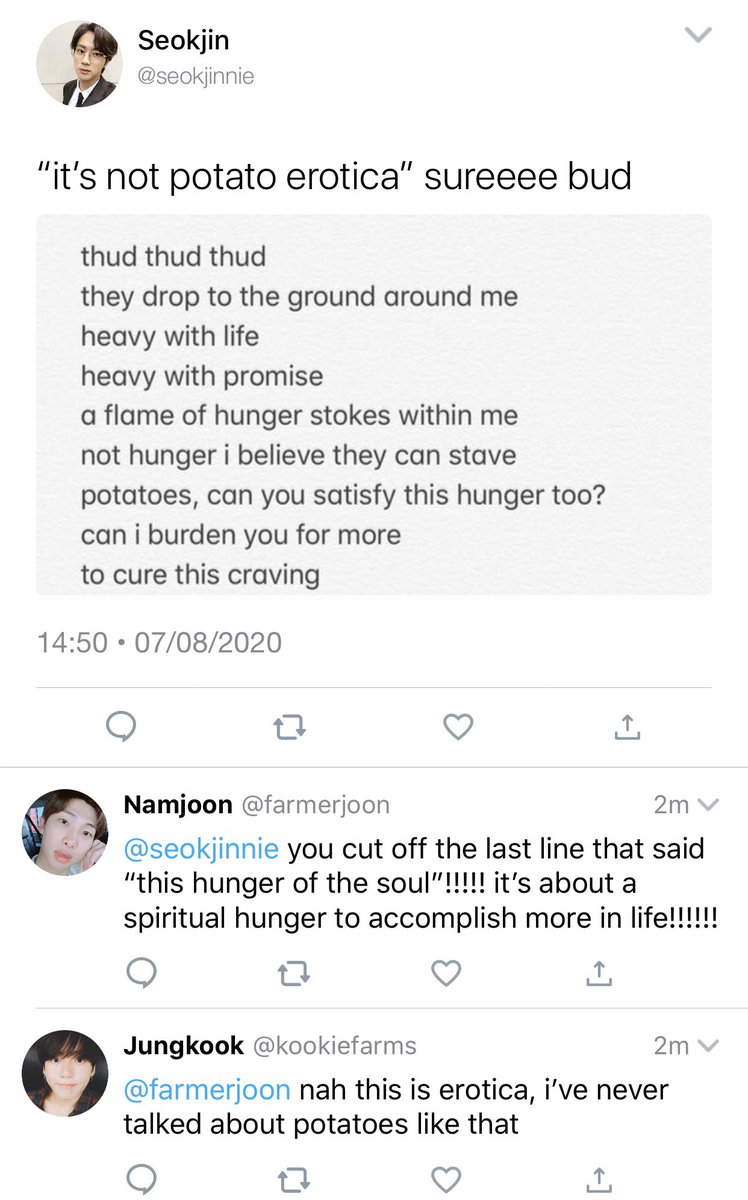 Seokjin
@seokjinnie
“it’s not potato erotica” sureeee bud
thud thud thud
they drop to the ground around me
heavy with life
heavy with promise
a flame of hunger stokes within me
not hunger i believe they can stave
potatoes, can you satisfy this hunger too?
can i burden you for more
to cure this craving
14:50 • 07/08/2020
Namjoon @farmerjoon 2m
@seokjinnie you cut off the last line that said
“this hunger of the soul”!!!!! it’s about a
spiritual hunger to accomplish more in life!!!!!!
Jungkook @kookiefarms 2m
@farmerjoon nah this is erotica, i’ve never
talked about potatoes like that